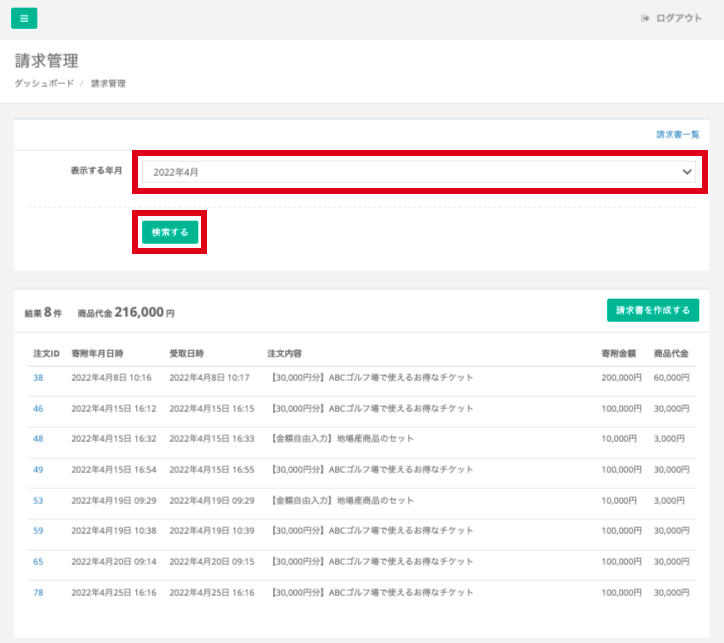 ログアウト
請求管理
ダッシュボード / 請求管理
請求書一覧
表示する年月 2022年4月
検索する
結果 8 件 商品代金 216,000 円 請求書を作成する
注文ID 寄附年月日時 受取日時 注文内容 寄附金額 商品代金
38 2022年4月8日 10:16 2022年4月8日 10:17 【30,000円分】ABCゴルフ場で使えるお得なチケット 200,000円 60,000円
46 2022年4月15日 16:12 2022年4月15日 16:15 【30,000円分】ABCゴルフ場で使えるお得なチケット 100,000円 30,000円
48 2022年4月15日 16:32 2022年4月15日 16:33 【金額自由入力】地場産商品のセット 10,000円 3,000円
49 2022年4月15日 16:54 2022年4月15日 16:55 【30,000円分】ABCゴルフ場で使えるお得なチケット 100,000円 30,000円
53 2022年4月19日 09:29 2022年4月19日 09:29 【金額自由入力】地場産商品のセット 10,000円 3,000円
59 2022年4月19日 10:38 2022年4月19日 10:39 【30,000円分】ABCゴルフ場で使えるお得なチケット 100,000円 30,000円
65 2022年4月20日 09:14 2022年4月20日 09:15 【30,000円分】ABCゴルフ場で使えるお得なチケット 100,000円 30,000円
78 2022年4月25日 16:16 2022年4月25日 16:16 【30,000円分】ABCゴルフ場で使えるお得なチケット 100,000円 30,000円